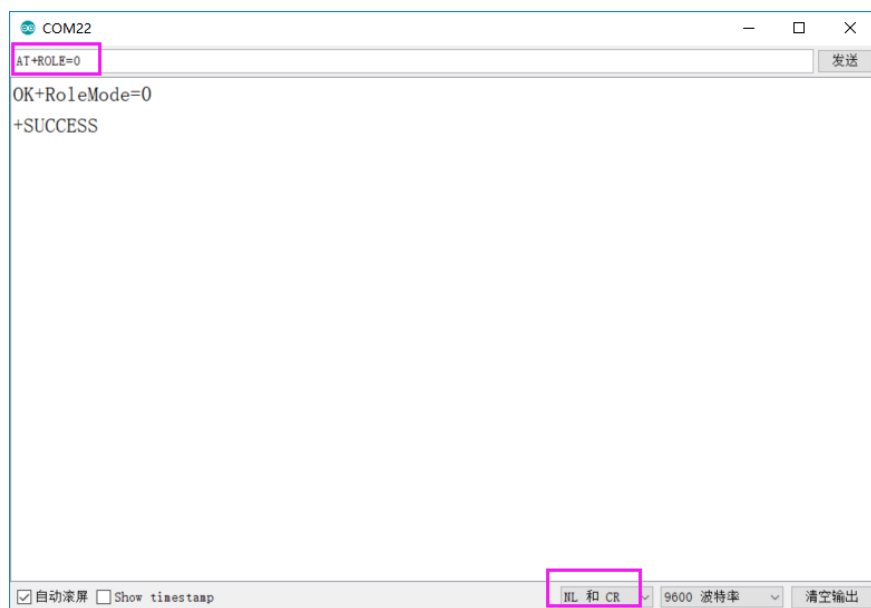 COM22
AT+ROLE=0
发送
OK+RoleMode=0
+SUCCESS
自动滚屏 Show timestamp NL 和 CR 9600 波特率 清空输出